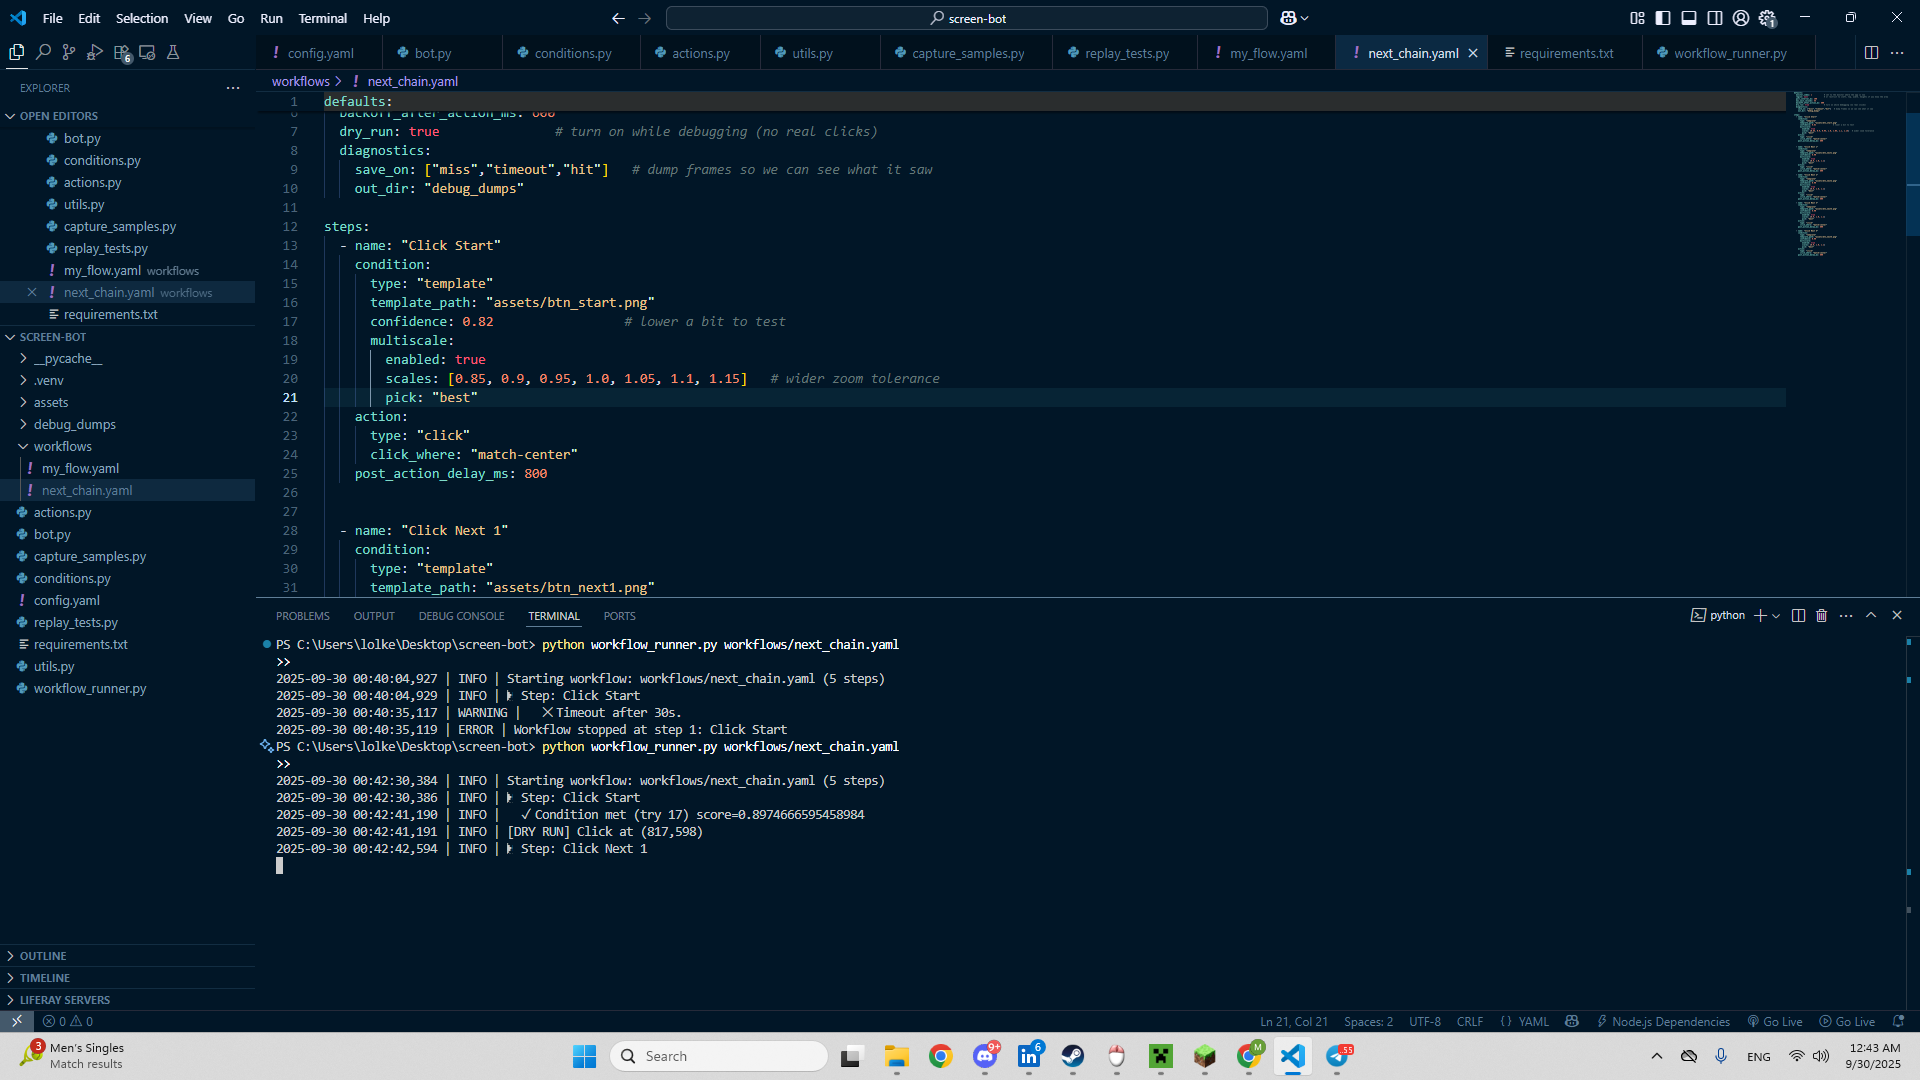 File Edit Selection View Go Run Terminal Help
screen-bot
1
6
config.yaml
bot.py
conditions.py
actions.py
utils.py
capture_samples.py
replay_tests.py
my_flow.yaml
next_chain.yaml
requirements.txt
workflow_runner.py
EXPLORER
workflows > ! next_chain.yaml
OPEN EDITORS
bot.py
conditions.py
actions.py
utils.py
capture_samples.py
replay_tests.py
! my_flow.yaml workflows
! next_chain.yaml workflows
requirements.txt
SCREEN-BOT
__pycache__
.venv
assets
debug_dumps
workflows
! my_flow.yaml
! next_chain.yaml
actions.py
bot.py
capture_samples.py
conditions.py
! config.yaml
replay_tests.py
requirements.txt
utils.py
workflow_runner.py
OUTLINE
TIMELINE
LIFERAY SERVERS
1 defaults:
6 backoff_after_action_ms: 600
7 dry_run: true # turn on while debugging (no real clicks)
8 diagnostics:
9 save_on: ["miss","timeout","hit"] # dump frames so we can see what it saw
10 out_dir: "debug_dumps"
11
12 steps:
13 - name: "Click Start"
14 condition:
15 type: "template"
16 template_path: "assets/btn_start.png"
17 confidence: 0.82 # lower a bit to test
18 multiscale:
19 enabled: true
20 scales: [0.85, 0.9, 0.95, 1.0, 1.05, 1.1, 1.15] # wider zoom tolerance
21 pick: "best"
22 action:
23 type: "click"
24 click_where: "match-center"
25 post_action_delay_ms: 800
26
27
28 - name: "Click Next 1"
29 condition:
30 type: "template"
31 template_path: "assets/btn_next1.png"
PROBLEMS OUTPUT DEBUG CONSOLE TERMINAL PORTS
python
PS C:\Users\lolke\Desktop\screen-bot> python workflow_runner.py workflows/next_chain.yaml
>>
2025-09-30 00:40:04,927 | INFO | Starting workflow: workflows/next_chain.yaml (5 steps)
2025-09-30 00:40:04,929 | INFO | Step: Click Start
2025-09-30 00:40:35,117 | WARNING | ✕ Timeout after 30s.
2025-09-30 00:40:35,119 | ERROR | Workflow stopped at step 1: Click Start
PS C:\Users\lolke\Desktop\screen-bot> python workflow_runner.py workflows/next_chain.yaml
>>
2025-09-30 00:42:30,384 | INFO | Starting workflow: workflows/next_chain.yaml (5 steps)
2025-09-30 00:42:30,386 | INFO | Step: Click Start
2025-09-30 00:42:41,190 | INFO | ✓ Condition met (try 17) score=0.8974666595458984
2025-09-30 00:42:41,191 | INFO | [DRY RUN] Click at (817,598)
2025-09-30 00:42:42,594 | INFO | Step: Click Next 1
0 0
Ln 21, Col 21 Spaces: 2 UTF-8 CRLF { } YAML Node.js Dependencies Go Live Go Live
3
Men's Singles
Match results
Search
9+
6
M
55
ENG
12:43 AM
9/30/2025